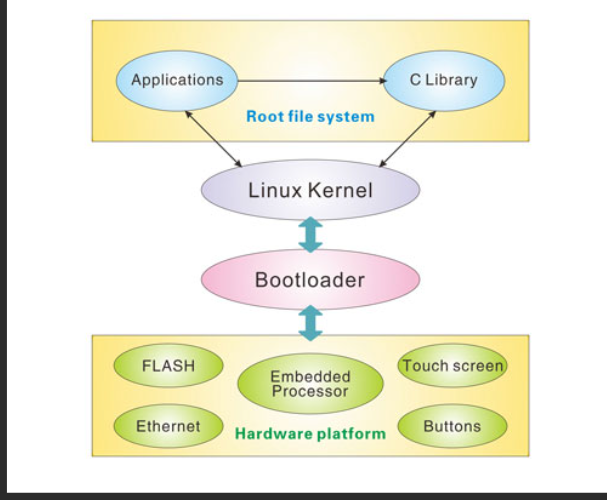 Applications
C Library
Root file system
Linux Kernel
Bootloader
FLASH
Embedded
Processor
Touch screen
Ethernet
Hardware platform
Buttons